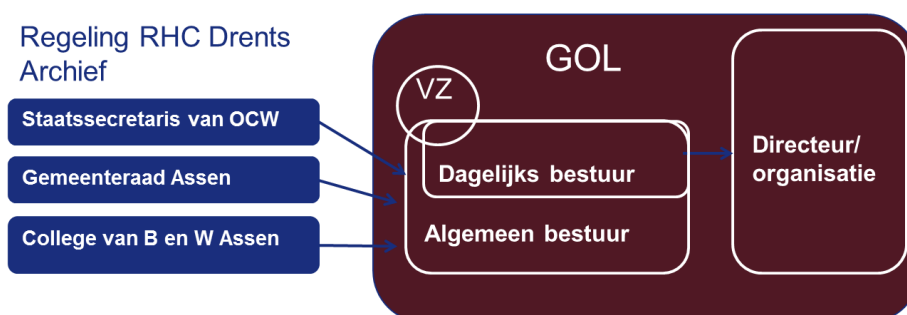 Regeling RHC Drents
Archief
Staatssecretaris van OCW
Gemeenteraad Assen
College van B en W Assen
GOL
VZ
Dagelijks bestuur
Algemeen bestuur
Directeur/
organisatie